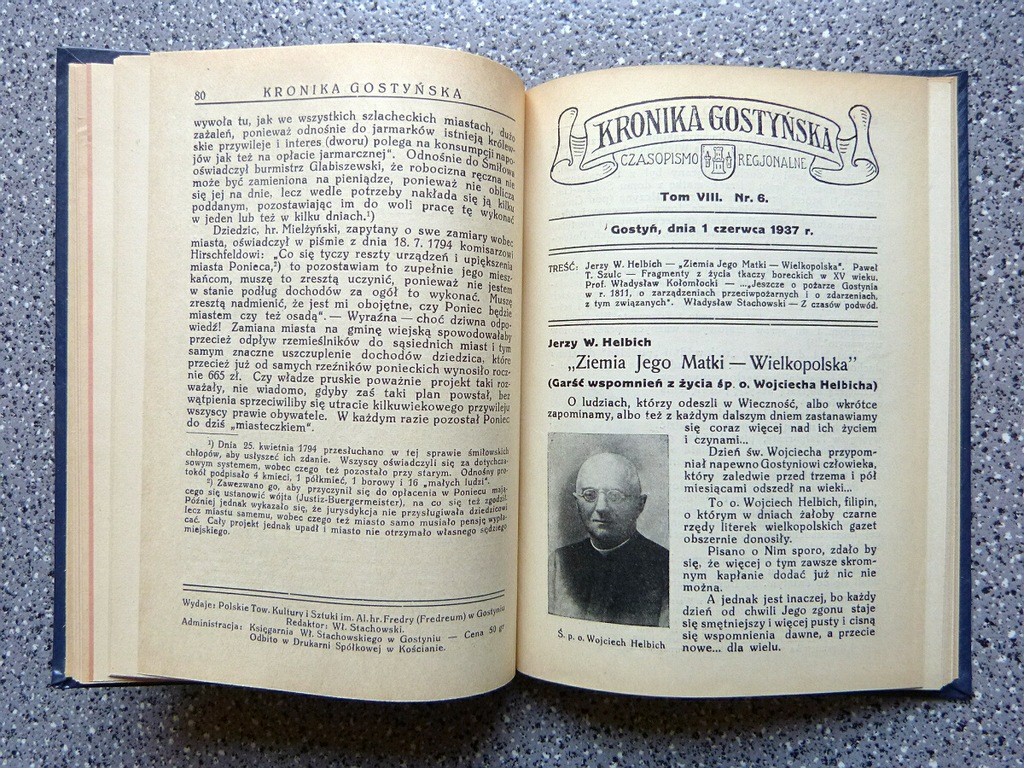 80 KRONIKA GOSTYŃSKA
wywoła tu, jak we wszystkich szlacheckich miastach, dużo
zażaleń, ponieważ odnośnie do jarmarków istnieją królew-
skie przywileje i interes (dworu) polega na konsumpcji napo-
jów jak też na opłacie jarmarcznej". Odnośnie do Śmiłowa
oświadczył burmistrz Glabiszewski, że robocizna ręczna nie
może być zamieniona na pieniądze, ponieważ nie oblicza
się jej na dnie, lecz wedle potrzeby nakłada się ją kilku
poddanym, pozostawiając im do woli pracę tę wykonać
w jeden lub też w kilku dniach.¹)
Dziedzic, hr. Mielżyński, zapytany o swe zamiary wobec
miasta, oświadczył w piśmie z dnia 18. 7. 1794 komisarzowi
Hirschfeldowi: „Co się tyczy reszty urządzeń i upiększenia
miasta Ponieca,²) to pozostawiam to zupełnie jego miesz-
kańcom, muszę to zresztą uczynić, ponieważ nie jestem
w stanie podług dochodów za ogół to wykonać. Muszę
zresztą nadmienić, że jest mi obojętne, czy Poniec będzie
miastem czy też osadą". — Wyraźna — choć dziwna odpo-
wiedź! Zamiana miasta na gminę wiejską spowodowałaby
przecież odpływ rzemieślników do sąsiednich miast i tym
samym znaczne uszczuplenie dochodów dziedzica, które
przecież już od samych rzeźników ponieckich wynosiło rocz-
nie 665 zł. Czy władze pruskie poważnie projekt taki roz-
ważały, nie wiadomo, gdyby zaś taki plan powstał, bez
wątpienia sprzeciwiliby się utracie kilkuwiekowego przywileju
wszyscy prawie obywatele. W każdym razie pozostał Poniec
do dziś „miasteczkiem".
¹) Dnia 25. kwietnia 1794 przesłuchano w tej sprawie śmiłowskich
chłopów, aby usłyszeć ich zdanie. Wszyscy oświadczyli się za dotychcza-
sowym systemem, wobec czego też pozostało przy starym. Odnośny pro-
tokół podpisało 4 kmieci, 1 półkmieć, 1 borowy i 16 „małych ludzi".
²) Zawezwano go, aby przyczynił się do opłacenia w Poniecu mają-
cego się ustanowić wójta (Justiz-Buergermeister), na co się też zgodził.
Później jednak wykazało się, że jurysdykcja nie przysługiwała dziedzicowi
lecz miastu samemu, wobec czego też miasto samo musiało pensję wypła-
cać. Cały projekt jednak upadł i miasto nie otrzymało własnego sędziego
miejskiego.
Wydaje: Polskie Tow. Kultury i Sztuki im. Al. hr. Fredry (Fredreum) w Gostyniu
Redaktor: Wł. Stachowski.
Administracja: Księgarnia Wł. Stachowskiego w Gostyniu — Cena 50 gr
Odbito w Drukarni Spółkowej w Kościanie.
KRONIKA GOSTYŃSKA
CZASOPISMO REGJONALNE
Tom VIII. Nr. 6.
Gostyń, dnia 1 czerwca 1937 r.
TREŚĆ: Jerzy W. Helbich — „Ziemia Jego Matki — Wielkopolska". Paweł
T. Szulc — Fragmenty z życia tkaczy boreckich w XV wieku.
Prof. Władysław Kołomłocki — ...„Jeszcze o pożarze Gostynia
w r. 1811, o zarządzeniach przeciwpożarnych i o zdarzeniach,
z tym związanych". Władysław Stachowski — Z czasów podwód.
Jerzy W. Helbich
„Ziemia Jego Matki — Wielkopolska"
(Garść wspomnień z życia śp. o. Wojciecha Helbicha)
O ludziach, którzy odeszli w Wieczność, albo wkrótce
zapominamy, albo też z każdym dalszym dniem zastanawiamy
się coraz więcej nad ich życiem
i czynami...
Dzień św. Wojciecha przypom-
niał napewno Gostyniowi człowieka,
który zaledwie przed trzema i pół
miesiącami odszedł na wieki...
To o. Wojciech Helbich, filipin,
o którym w dniach żałoby czarne
rzędy literek wielkopolskich gazet
obszernie donosiły.
Pisano o Nim sporo, zdało by
się, że więcej o tym zawsze skrom-
nym kapłanie dodać już nic nie
można.
A jednak jest inaczej, bo każdy
dzień od chwili Jego zgonu staje
się smętniejszy i więcej pusty i cisną
się wspomnienia dawne, a przecie
nowe... dla wielu.
Ś. p. o. Wojciech Helbich